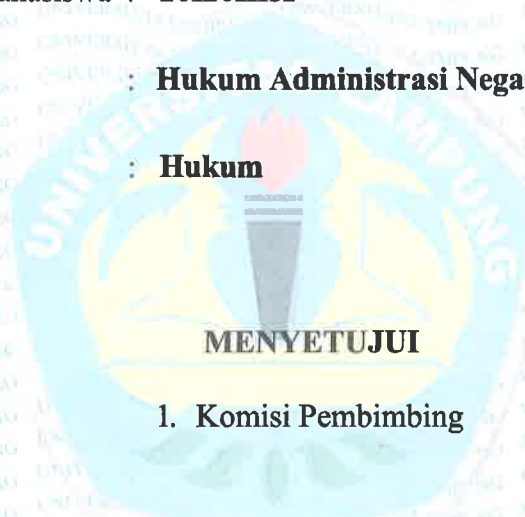 : Hukum Administrasi Nega
: Hukum
MENYETUJUI
1. Komisi Pembimbing